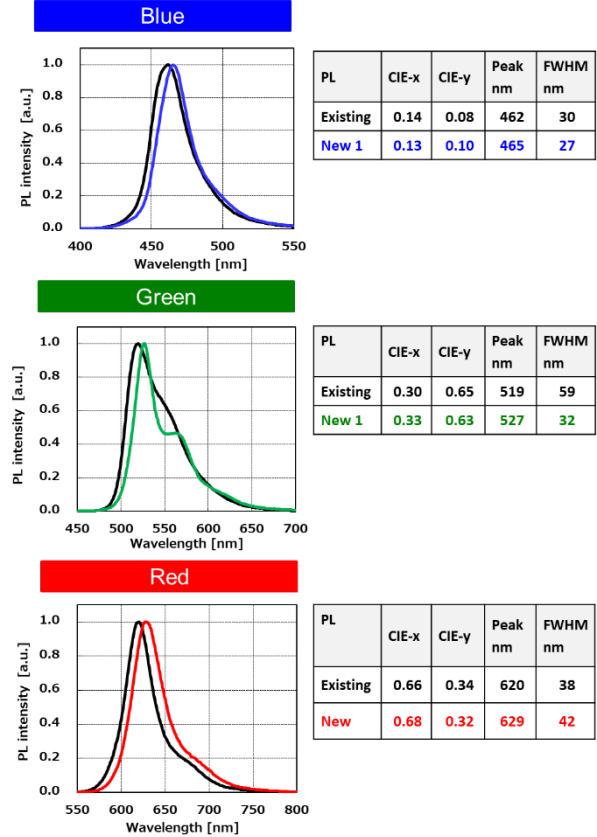 Blue
PL intensity [a.u.]
1.0
0.8
0.6
0.4
0.2
0.0
400 450 500 550
Wavelength [nm]
PL CIE-x CIE-y Peak nm FWHM nm
Existing 0.14 0.08 462 30
New 1 0.13 0.10 465 27
Green
PL intensity [a.u.]
1.0
0.8
0.6
0.4
0.2
0.0
450 500 550 600 650 700
Wavelength [nm]
PL CIE-x CIE-y Peak nm FWHM nm
Existing 0.30 0.65 519 59
New 1 0.33 0.63 527 32
Red
PL intensity [a.u.]
1.0
0.8
0.6
0.4
0.2
0.0
550 600 650 700 750 800
Wavelength [nm]
PL CIE-x CIE-y Peak nm FWHM nm
Existing 0.66 0.34 620 38
New 0.68 0.32 629 42